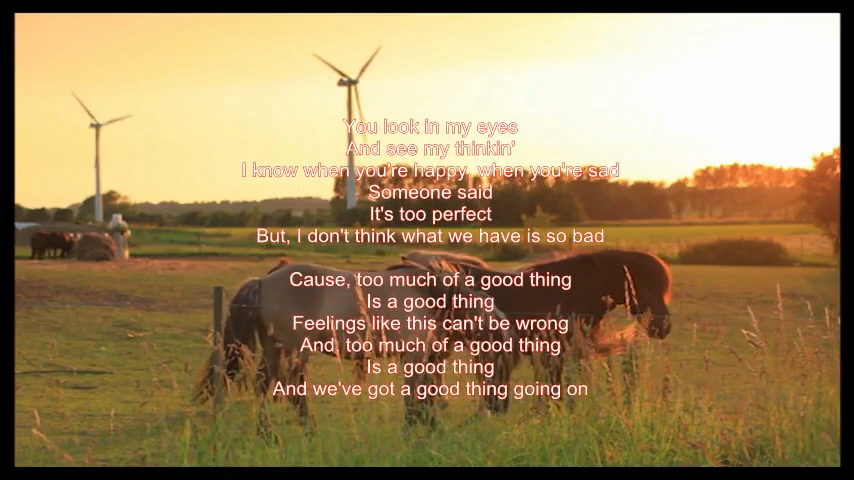 You look in my eyes
And see my thinkin'
I know when you're happy, when you're sad
Someone said
It's too perfect
But, I don't think what we have is so bad
Cause, too much of a good thing
Is a good thing
Feelings like this can't be wrong
And, too much of a good thing
Is a good thing
And we've got a good thing going on